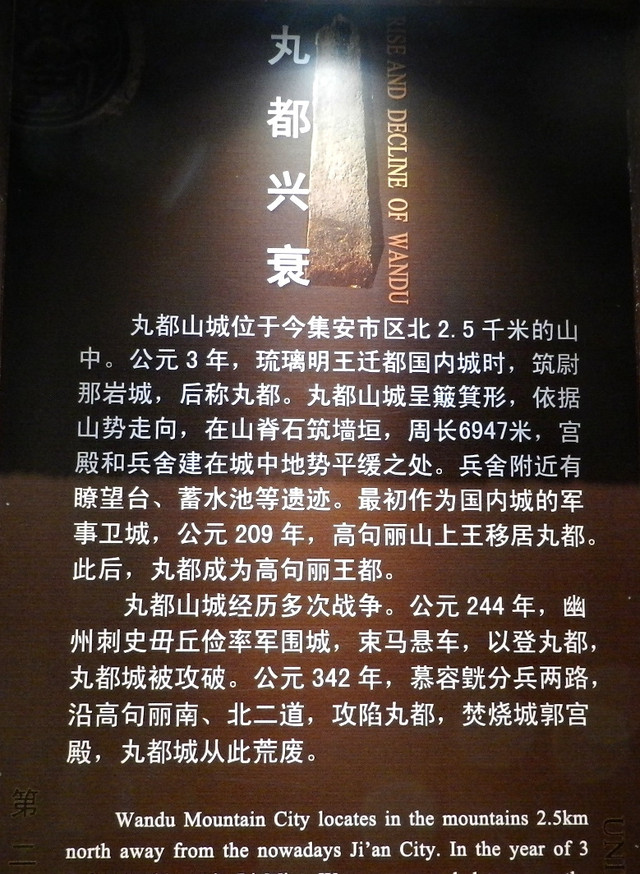 丸都兴衰
RISE AND DECLINE OF WANDU
丸都山城位于今集安市区北 2.5 千米的山
中。公元 3 年，琉璃明王迁都国内城时，筑尉
那岩城，后称丸都。丸都山城呈簸箕形，依据
山势走向，在山脊石筑墙垣，周长6947米，宫
殿和兵舍建在城中地势平缓之处。兵舍附近有
瞭望台、蓄水池等遗迹。最初作为国内城的军
事卫城，公元 209 年，高句丽山上王移居丸都。
此后，丸都成为高句丽王都。
丸都山城经历多次战争。公元 244 年，幽
州刺史毌丘俭率军围城，束马悬车，以登丸都，
丸都城被攻破。公元 342 年，慕容皝分兵两路，
沿高句丽南、北二道，攻陷丸都，焚烧城郭宫
殿，丸都城从此荒废。
Wandu Mountain City locates in the mountains 2.5km
north away from the nowadays Ji’an City. In the year of 3
第二
UNI